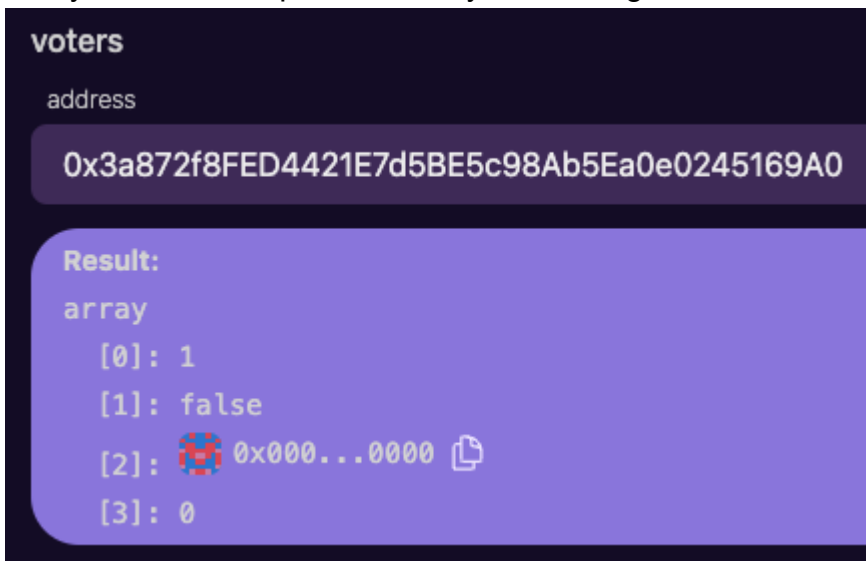 voters
address
0x3a872f8FED4421E7d5BE5c98Ab5Ea0e0245169A0
Result:
array
[0]: 1
[1]: false
[2]: 0x000...0000
[3]: 0